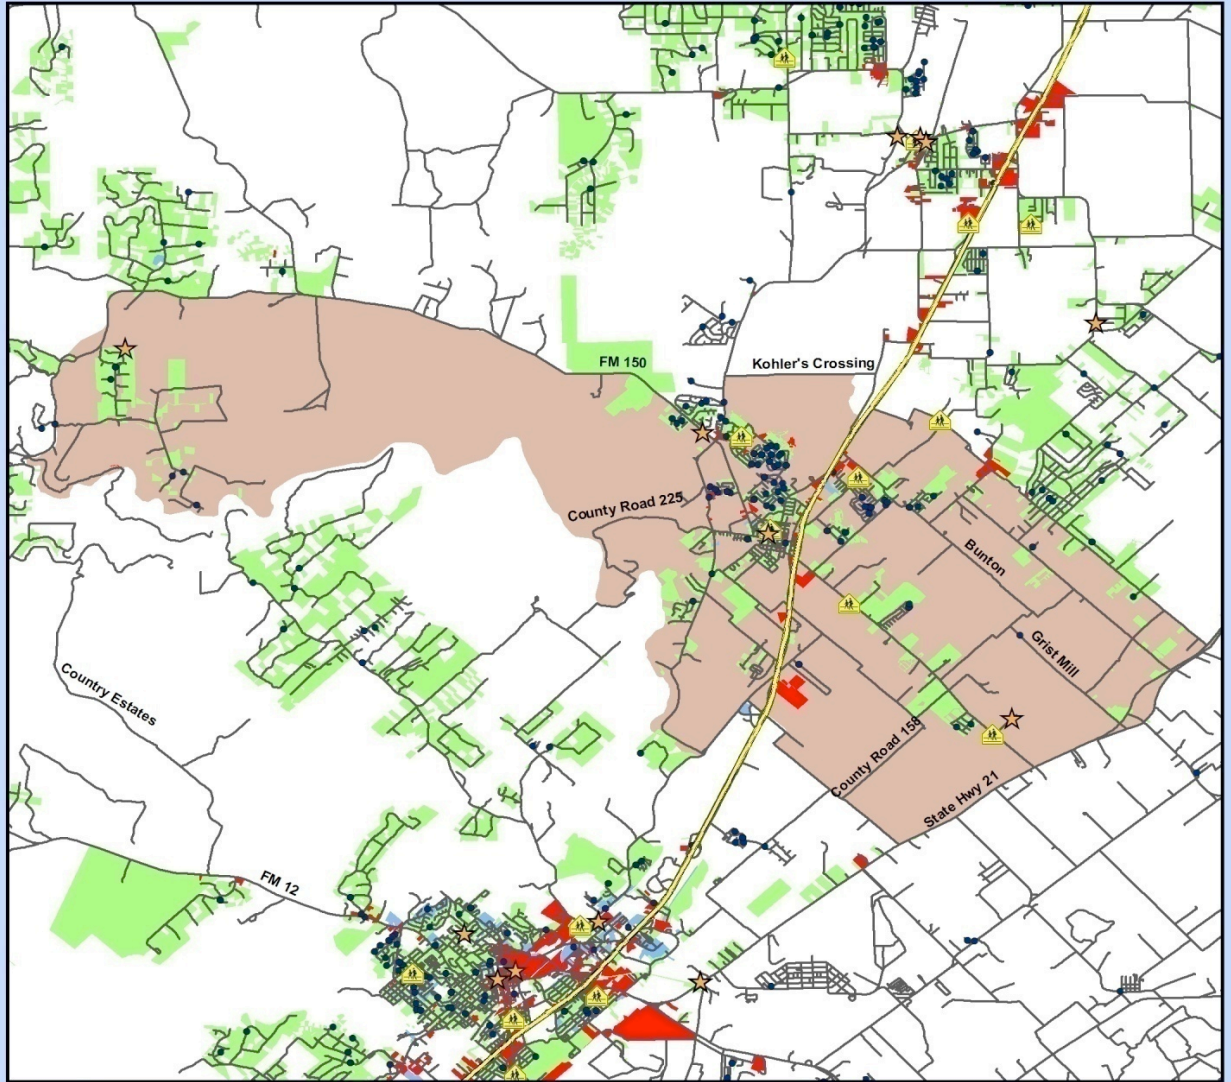 FM 150
Kohler's Crossing
County Road 225
Bunton
Grist Mill
Country Estates
County Road 158
State Hwy 21
FM 12